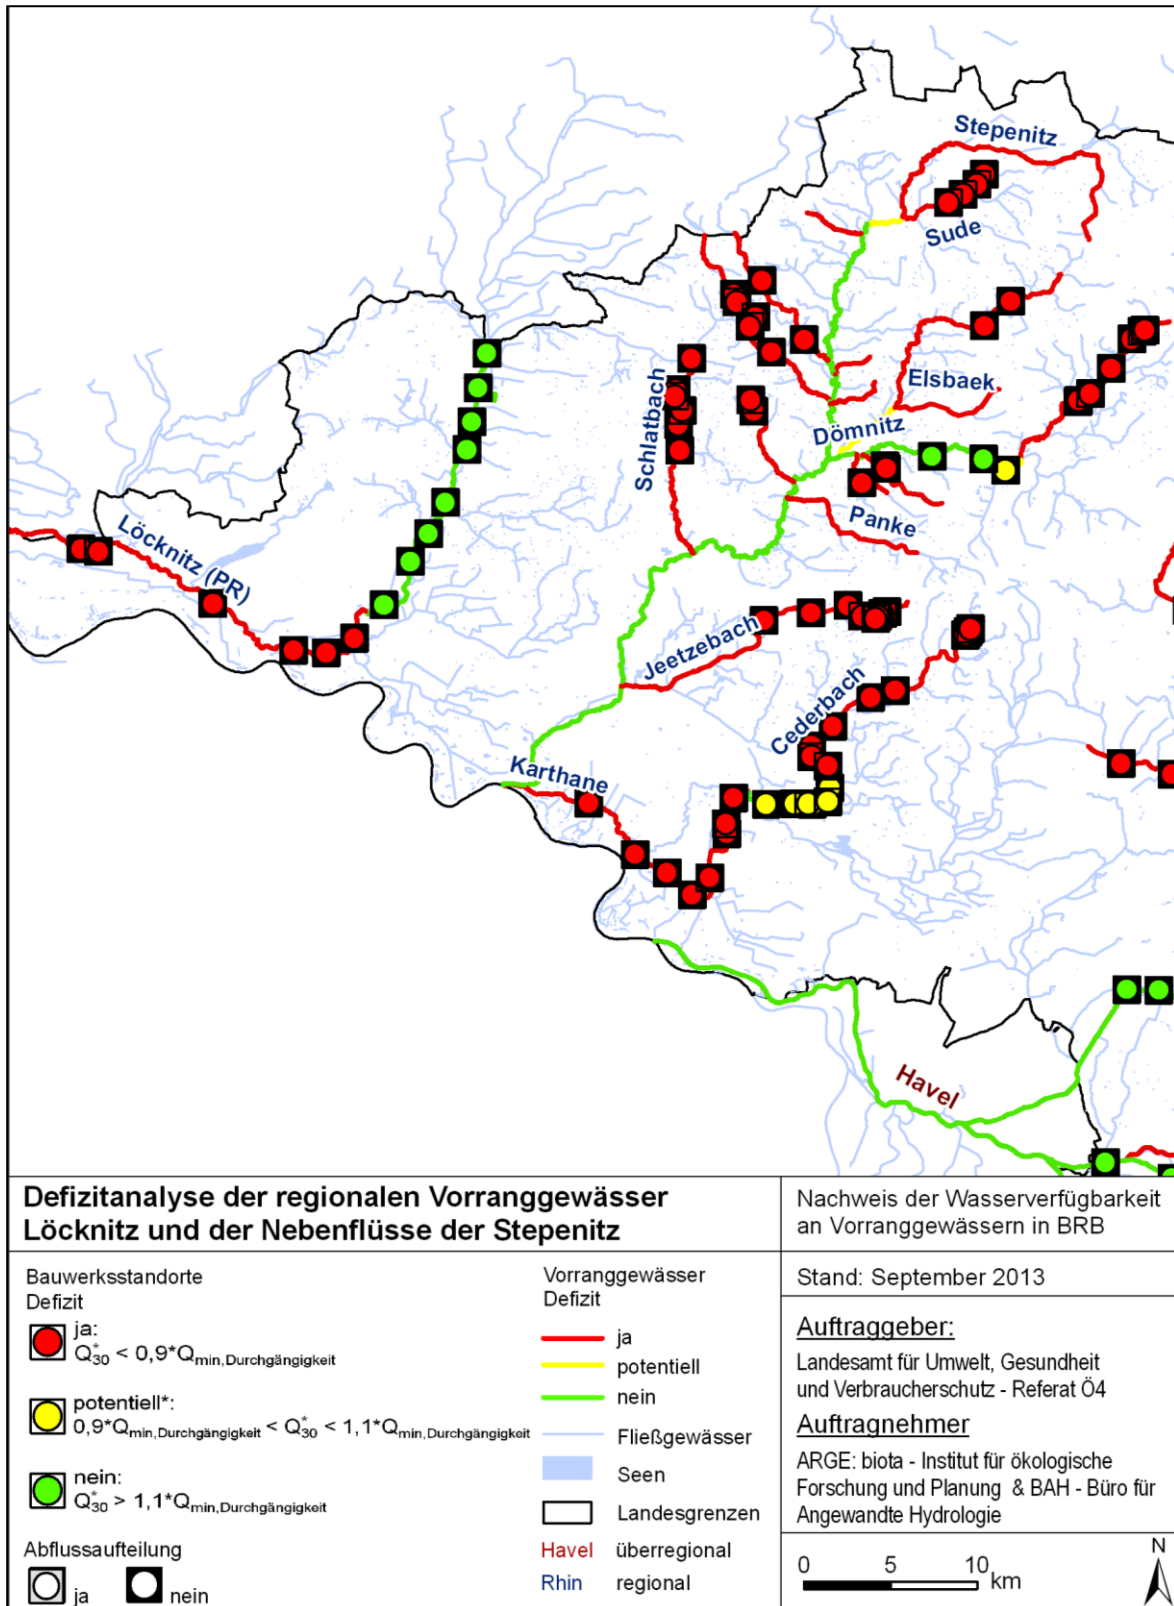 Stepenitz
Sude
Elsbaek
Schlatbach
Dömnitz
Panke
Löcknitz (PR)
Jeetzebach
Cederbach
Karthane
Havel
Defizitanalyse der regionalen Vorranggewässer
Löcknitz und der Nebenflüsse der Stepenitz
Bauwerksstandorte
Defizit
ja:
Q*30 < 0,9*Qmin,Durchgängigkeit
potentiell*:
0,9*Qmin,Durchgängigkeit < Q*30 < 1,1*Qmin,Durchgängigkeit
nein:
Q*30 > 1,1*Qmin,Durchgängigkeit
Abflussaufteilung
ja nein
Vorranggewässer
Defizit
ja
potentiell
nein
Fließgewässer
Seen
Landesgrenzen
Havel überregional
Rhin regional
Nachweis der Wasserverfügbarkeit
an Vorranggewässern in BRB
Stand: September 2013
Auftraggeber:
Landesamt für Umwelt, Gesundheit
und Verbraucherschutz - Referat Ö4
Auftragnehmer
ARGE: biota - Institut für ökologische
Forschung und Planung & BAH - Büro für
Angewandte Hydrologie
0 5 10 km
N